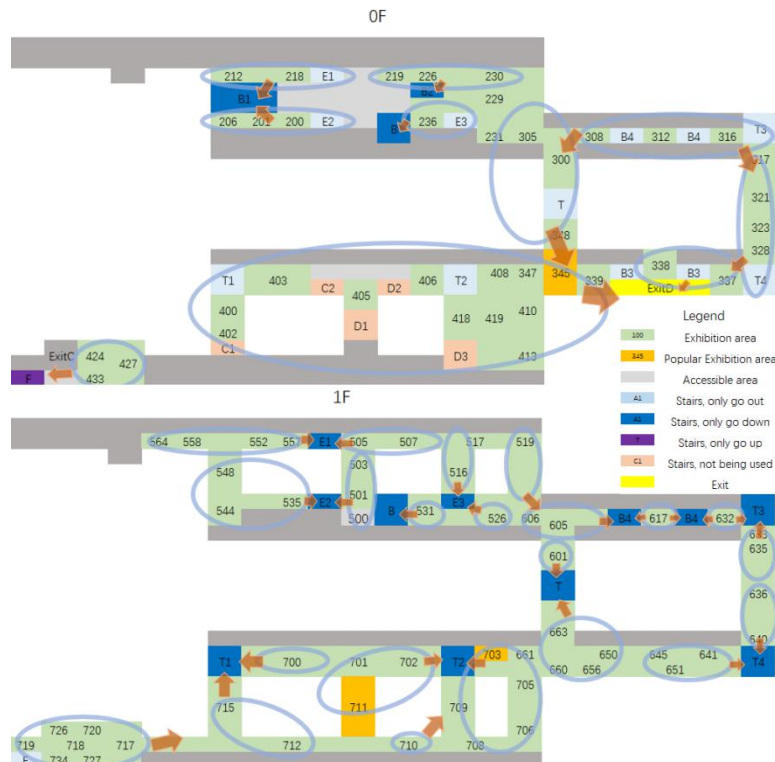 0F
212 218 E1 219 226 230
B1 B2 229
206 201 200 E2 B 236 E3
231 305 308 B4 312 B4 316 T3
300 317
321
T 323
348 328
T1 403 C2 D2 406 T2 408 347 345 339 B3 338 B3 337 T4
405 ExitD
400 410
402 D1 418 419
C1 D3 413
ExitC 424 427
F 433
Legend
100 Exhibition area
345 Popular Exhibition area
Accessible area
A1 Stairs, only go out
A1 Stairs, only go down
T Stairs, only go up
C1 Stairs, not being used
Exit
1F
564 558 552 557 E1 505 507 517 519
548 503 516
535 E2 501 E3
544 500 B 531 526 606 605 B4 617 B4 632 T3
633
601 635
T 636
663 640
T1 700 701 702 T2 703 661 660 656 650 645 651 641 T4
715 711 709 705
706
712 710 708
726 720
719 718 717
734 727